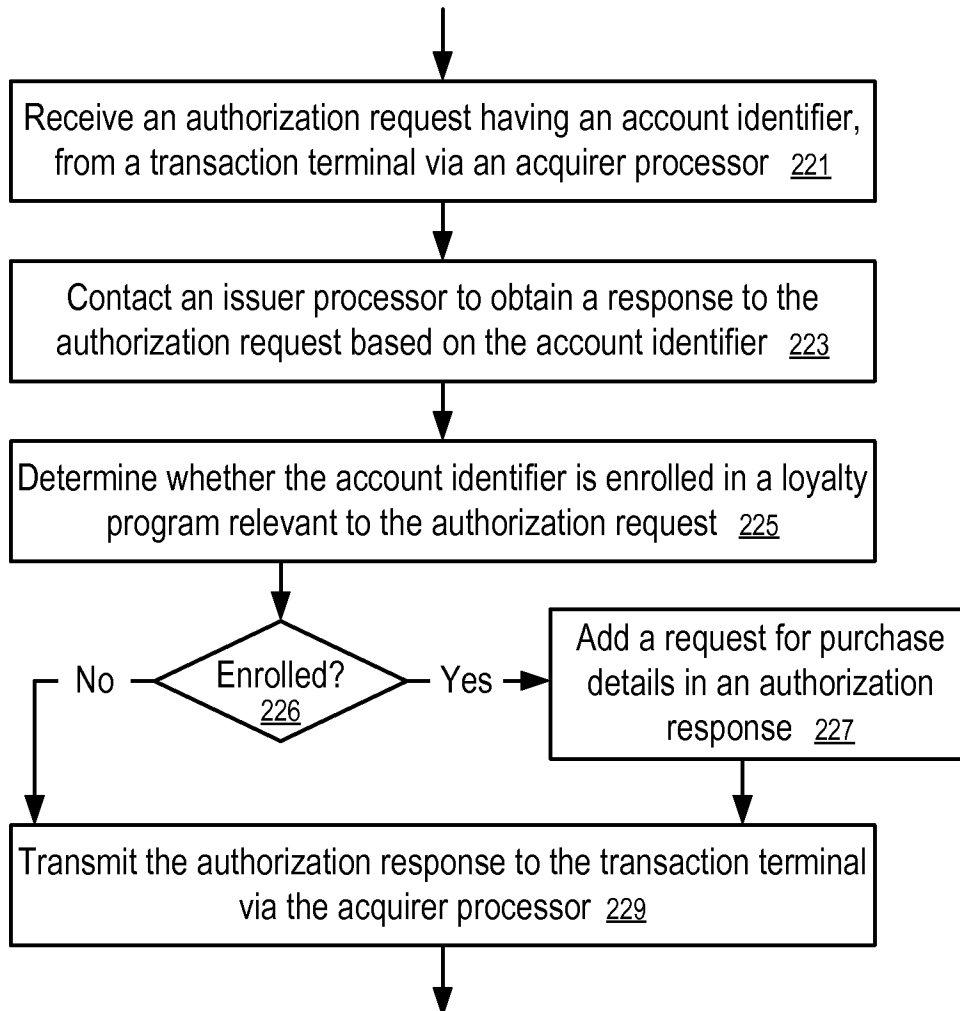 Receive an authorization request having an account identifier,
from a transaction terminal via an acquirer processor 221
Contact an issuer processor to obtain a response to the
authorization request based on the account identifier 223
Determine whether the account identifier is enrolled in a loyalty
program relevant to the authorization request 225
No
Enrolled?
226
Yes
Add a request for purchase
details in an authorization
response 227
Transmit the authorization response to the transaction terminal
via the acquirer processor 229